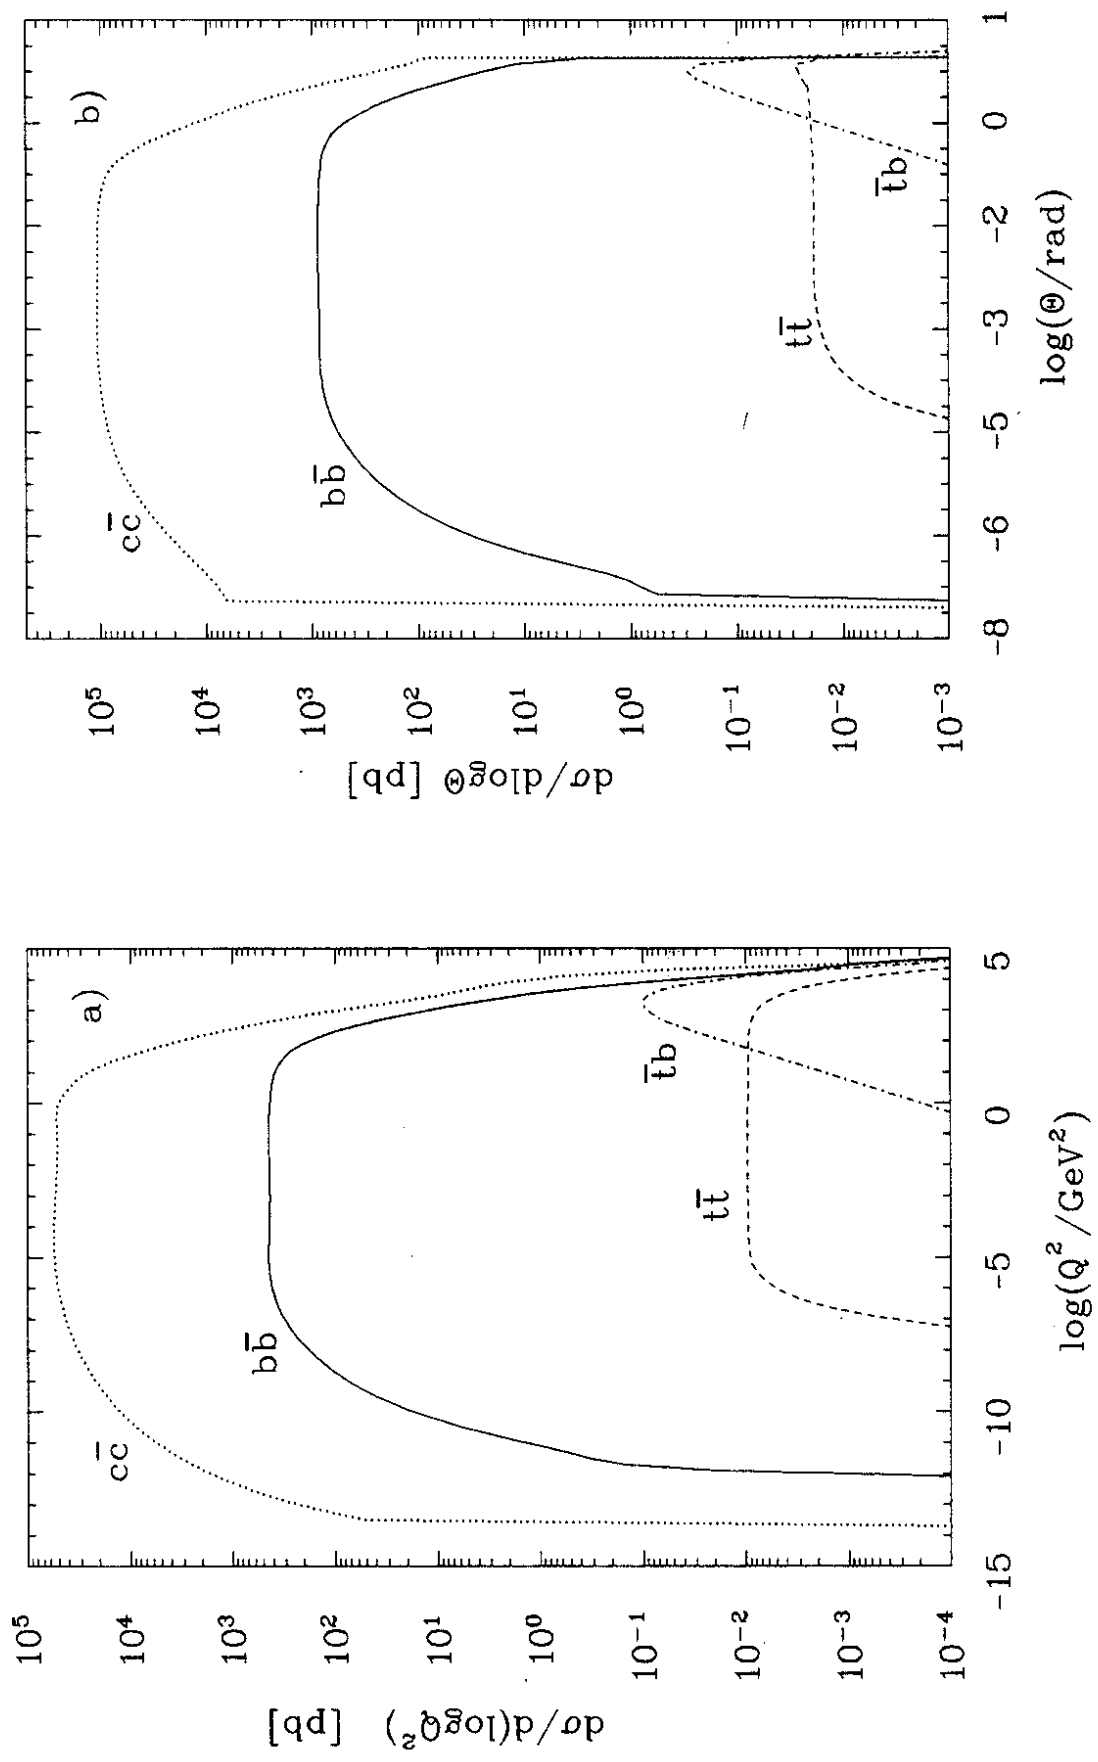 a)
dσ/d(logQ²) [pb]
10⁵
10⁴
10³
10²
10¹
10⁰
10⁻¹
10⁻²
10⁻³
10⁻⁴
cc̄
bb̄
tt̄
t̄b
-15
-10
-5
0
5
log(Q²/GeV²)
b)
dσ/dlogΘ [pb]
10⁵
10⁴
10³
10²
10¹
10⁰
10⁻¹
10⁻²
10⁻³
cc̄
bb̄
tt̄
t̄b
-8
-6
-5
-3
-2
0
1
log(Θ/rad)